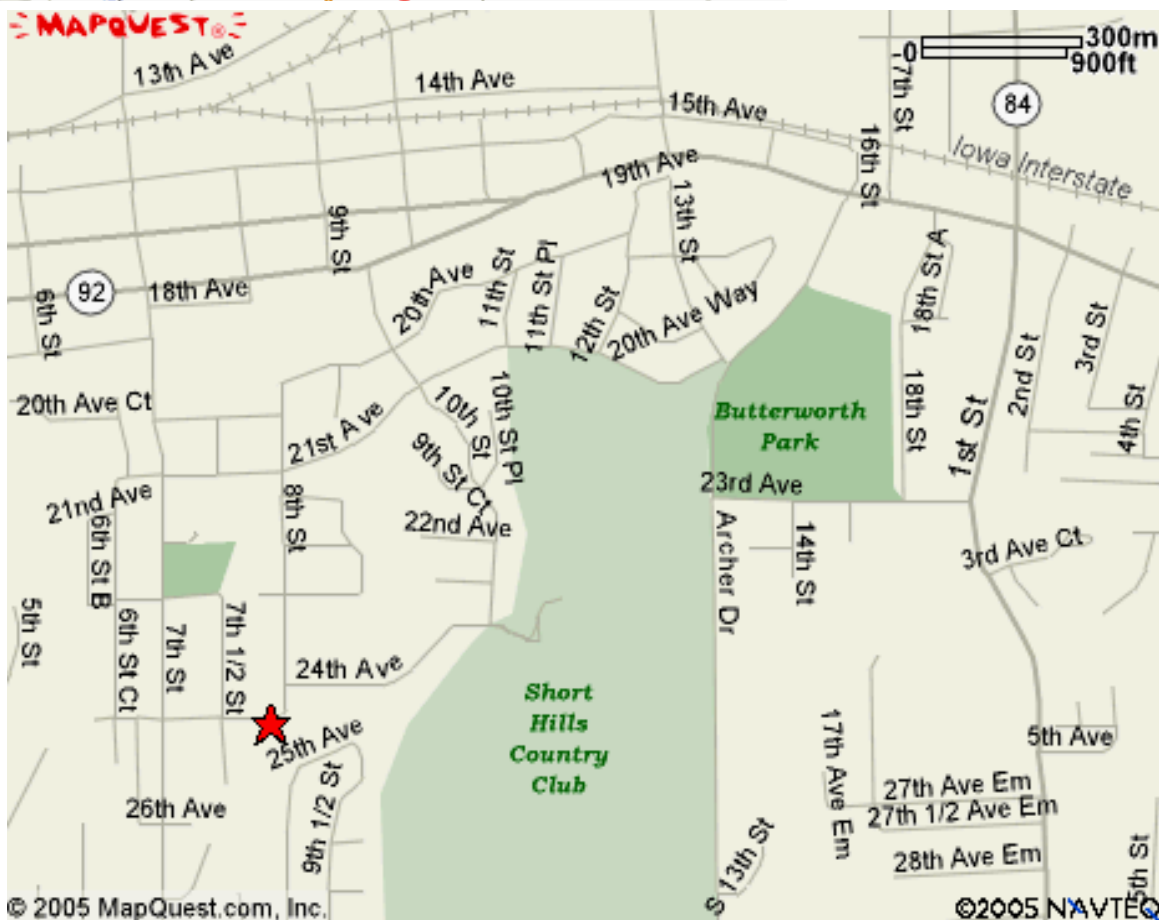 MAPQUEST®
13th Ave
14th Ave
15th Ave
17th St
0
300m
900ft
84
16th St
Iowa Interstate
19th Ave
13th St
9th St
92
18th Ave
6th St
20th Ave
11th St
11th St Pl
12th St
20th Ave Way
18th St A
18th St
1st St
2nd St
3rd St
4th St
20th Ave Ct
21st Ave
10th St
10th St Pl
9th St Ct
Butterworth
Park
23rd Ave
21nd Ave
8th St
22nd Ave
6th St B
5th St
6th St Ct
7th St
7th 1/2 St
Archer Dr
14th St
3rd Ave Ct
24th Ave
25th Ave
Short
Hills
Country
Club
9th 1/2 St
26th Ave
17th Ave Em
5th Ave
27th Ave Em
27th 1/2 Ave Em
28th Ave Em
S 13th St
5th St
© 2005 MapQuest.com, Inc.
©2005 NAVTEQ